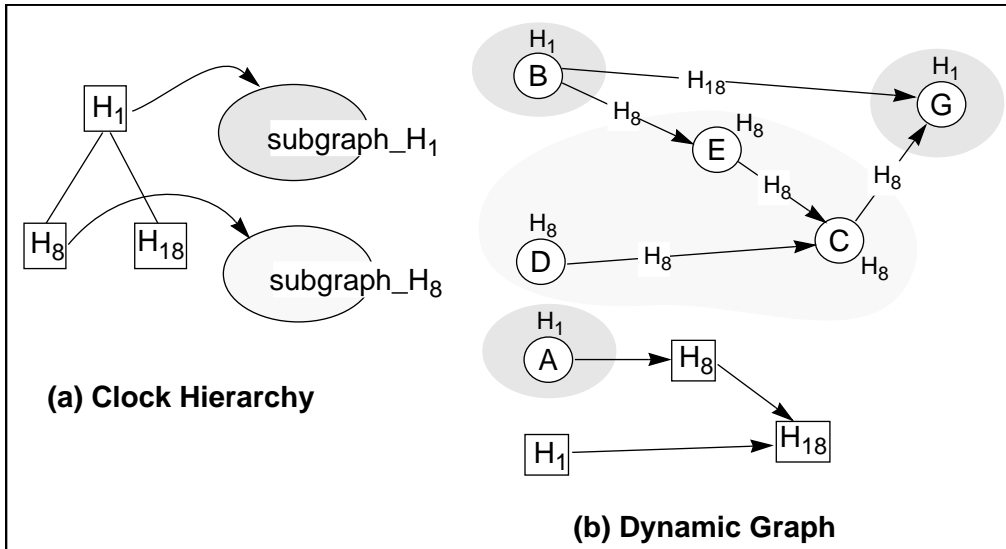 H1
subgraph_H1
H8
H18
subgraph_H8
(a) Clock Hierarchy
H1
B
H18
H1
G
H8
H8
E
H8
H8
H8
D
H8
C
H8
H1
A
H8
H1
H18
(b) Dynamic Graph